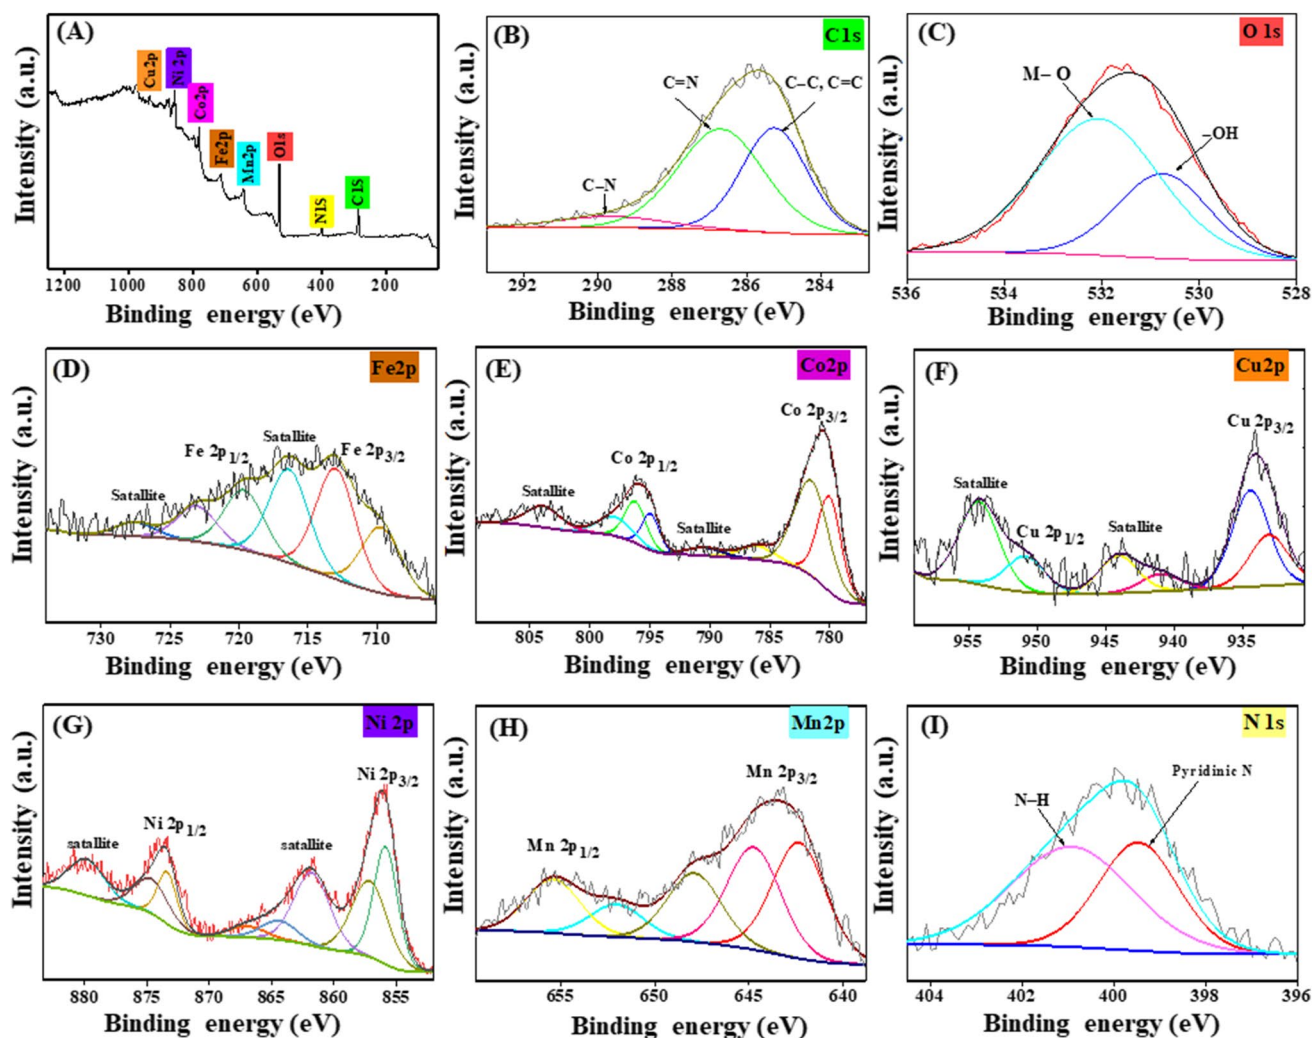 (A)
Cu2p
Ni 2p
Co2p
Fe2p
Mn2p
O1s
N1S
C1S
Intensity (a.u.)
1200 1000 800 600 400 200
Binding energy (eV)
(B)
C1s
C=N
C–C, C=C
C–N
Intensity (a.u.)
292 290 288 286 284
Binding energy (eV)
(C)
O 1s
M– O
–OH
Intensity (a.u.)
536 534 532 530 528
Binding energy (eV)
(D)
Fe2p
Satallite
Fe 2p1/2
Satallite
Fe 2p3/2
Intensity (a.u.)
730 725 720 715 710
Binding energy (eV)
(E)
Co2p
Satallite
Co 2p1/2
Satallite
Co 2p3/2
Intensity (a.u.)
805 800 795 790 785 780
Binding energy (eV)
(F)
Cu2p
Satallite
Cu 2p1/2
Satallite
Cu 2p3/2
Intensity (a.u.)
955 950 945 940 935
Binding energy (eV)
(G)
Ni 2p
satallite
Ni 2p1/2
satallite
Ni 2p3/2
Intensity (a.u.)
880 875 870 865 860 855
Binding energy (eV)
(H)
Mn2p
Mn 2p1/2
Mn 2p3/2
Intensity (a.u.)
655 650 645 640
Binding energy (eV)
(I)
N 1s
N–H
Pyridinic N
Intensity (a.u.)
404 402 400 398 396
Binding energy (eV)